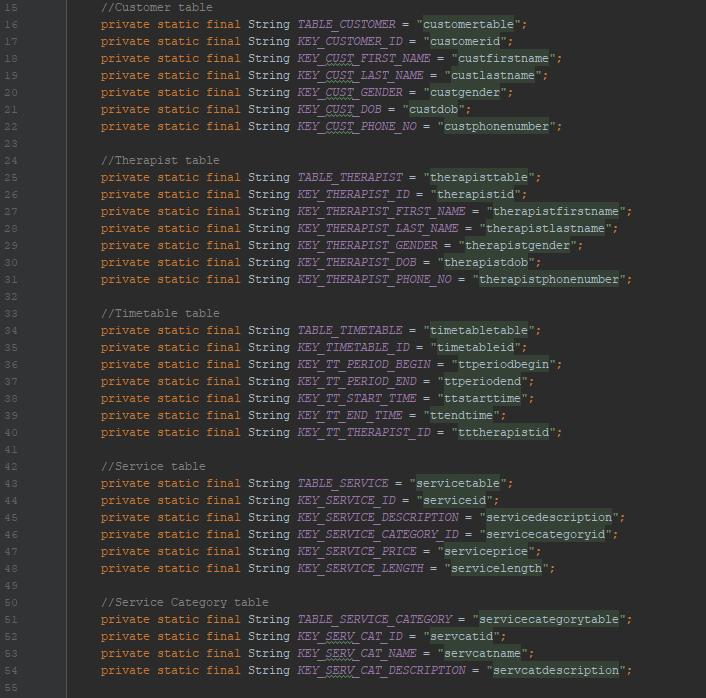 15 //Customer table
16 private static final String TABLE_CUSTOMER = "customertable";
17 private static final String KEY_CUSTOMER_ID = "customerid";
18 private static final String KEY_CUST_FIRST_NAME = "custfirstname";
19 private static final String KEY_CUST_LAST_NAME = "custlastname";
20 private static final String KEY_CUST_GENDER = "custgender";
21 private static final String KEY_CUST_DOB = "custdob";
22 private static final String KEY_CUST_PHONE_NO = "custphonenumber";
23
24 //Therapist table
25 private static final String TABLE_THERAPIST = "therapisttable";
26 private static final String KEY_THERAPIST_ID = "therapistid";
27 private static final String KEY_THERAPIST_FIRST_NAME = "therapistfirstname";
28 private static final String KEY_THERAPIST_LAST_NAME = "therapistlastname";
29 private static final String KEY_THERAPIST_GENDER = "therapistgender";
30 private static final String KEY_THERAPIST_DOB = "therapistdob";
31 private static final String KEY_THERAPIST_PHONE_NO = "therapistphonenumber";
32
33 //Timetable table
34 private static final String TABLE_TIMETABLE = "timetabletable";
35 private static final String KEY_TIMETABLE_ID = "timetableid";
36 private static final String KEY_TT_PERIOD_BEGIN = "ttperiodbegin";
37 private static final String KEY_TT_PERIOD_END = "ttperiodend";
38 private static final String KEY_TT_START_TIME = "ttstarttime";
39 private static final String KEY_TT_END_TIME = "ttendtime";
40 private static final String KEY_TT_THERAPIST_ID = "tttherapistid";
41
42 //Service table
43 private static final String TABLE_SERVICE = "servicetable";
44 private static final String KEY_SERVICE_ID = "serviceid";
45 private static final String KEY_SERVICE_DESCRIPTION = "servicedescription";
46 private static final String KEY_SERVICE_CATEGORY_ID = "servicecategoryid";
47 private static final String KEY_SERVICE_PRICE = "serviceprice";
48 private static final String KEY_SERVICE_LENGTH = "servicelength";
49
50 //Service Category table
51 private static final String TABLE_SERVICE_CATEGORY = "servicecategorytable";
52 private static final String KEY_SERV_CAT_ID = "servcatid";
53 private static final String KEY_SERV_CAT_NAME = "servcatname";
54 private static final String KEY_SERV_CAT_DESCRIPTION = "servcatdescription";
55